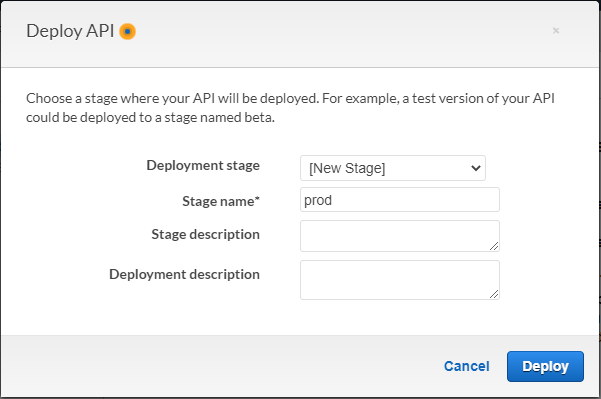 Deploy API
×
Choose a stage where your API will be deployed. For example, a test version of your API
could be deployed to a stage named beta.
Deployment stage [New Stage]
Stage name* prod
Stage description
Deployment description
Cancel Deploy